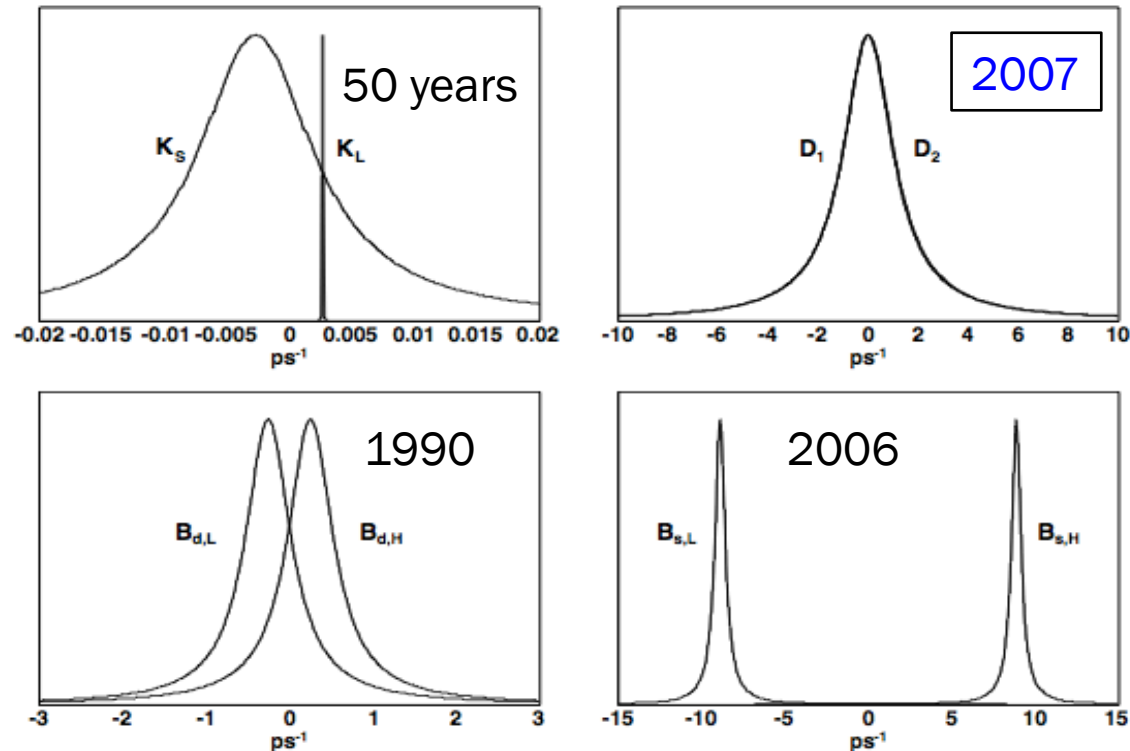 50 years
K_S K_L
-0.02 -0.015 -0.01 -0.005 0 0.005 0.01 0.015 0.02
ps⁻¹
2007
D₁ D₂
-10 -8 -6 -4 -2 0 2 4 6 8 10
ps⁻¹
1990
B_d,L B_d,H
-3 -2 -1 0 1 2 3
ps⁻¹
2006
B_s,L B_s,H
-15 -10 -5 0 5 10 15
ps⁻¹